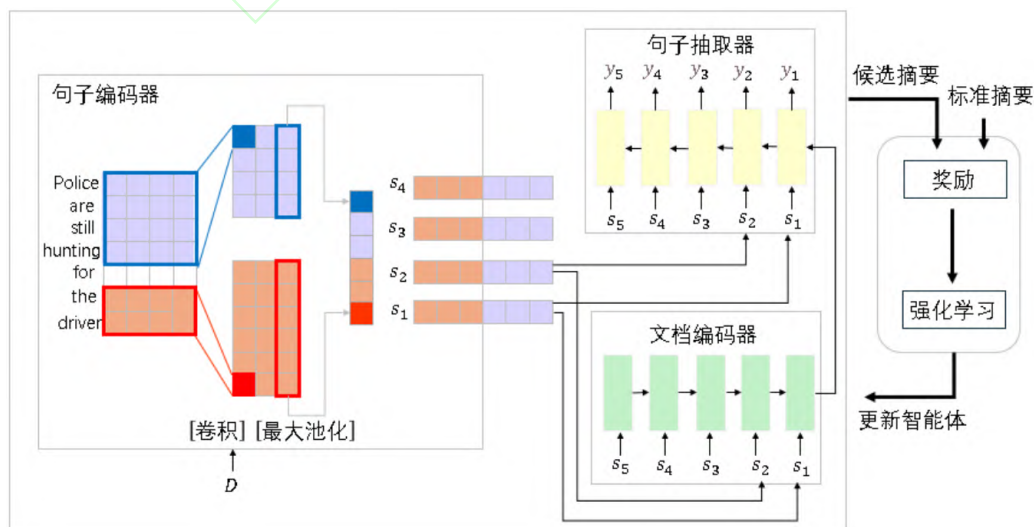 句子编码器
Police
are
still
hunting
for
the
driver
[卷积] [最大池化]
D
s4
s3
s2
s1
句子抽取器
y5 y4 y3 y2 y1
s5 s4 s3 s2 s1
文档编码器
s5 s4 s3 s2 s1
候选摘要
标准摘要
奖励
强化学习
更新智能体